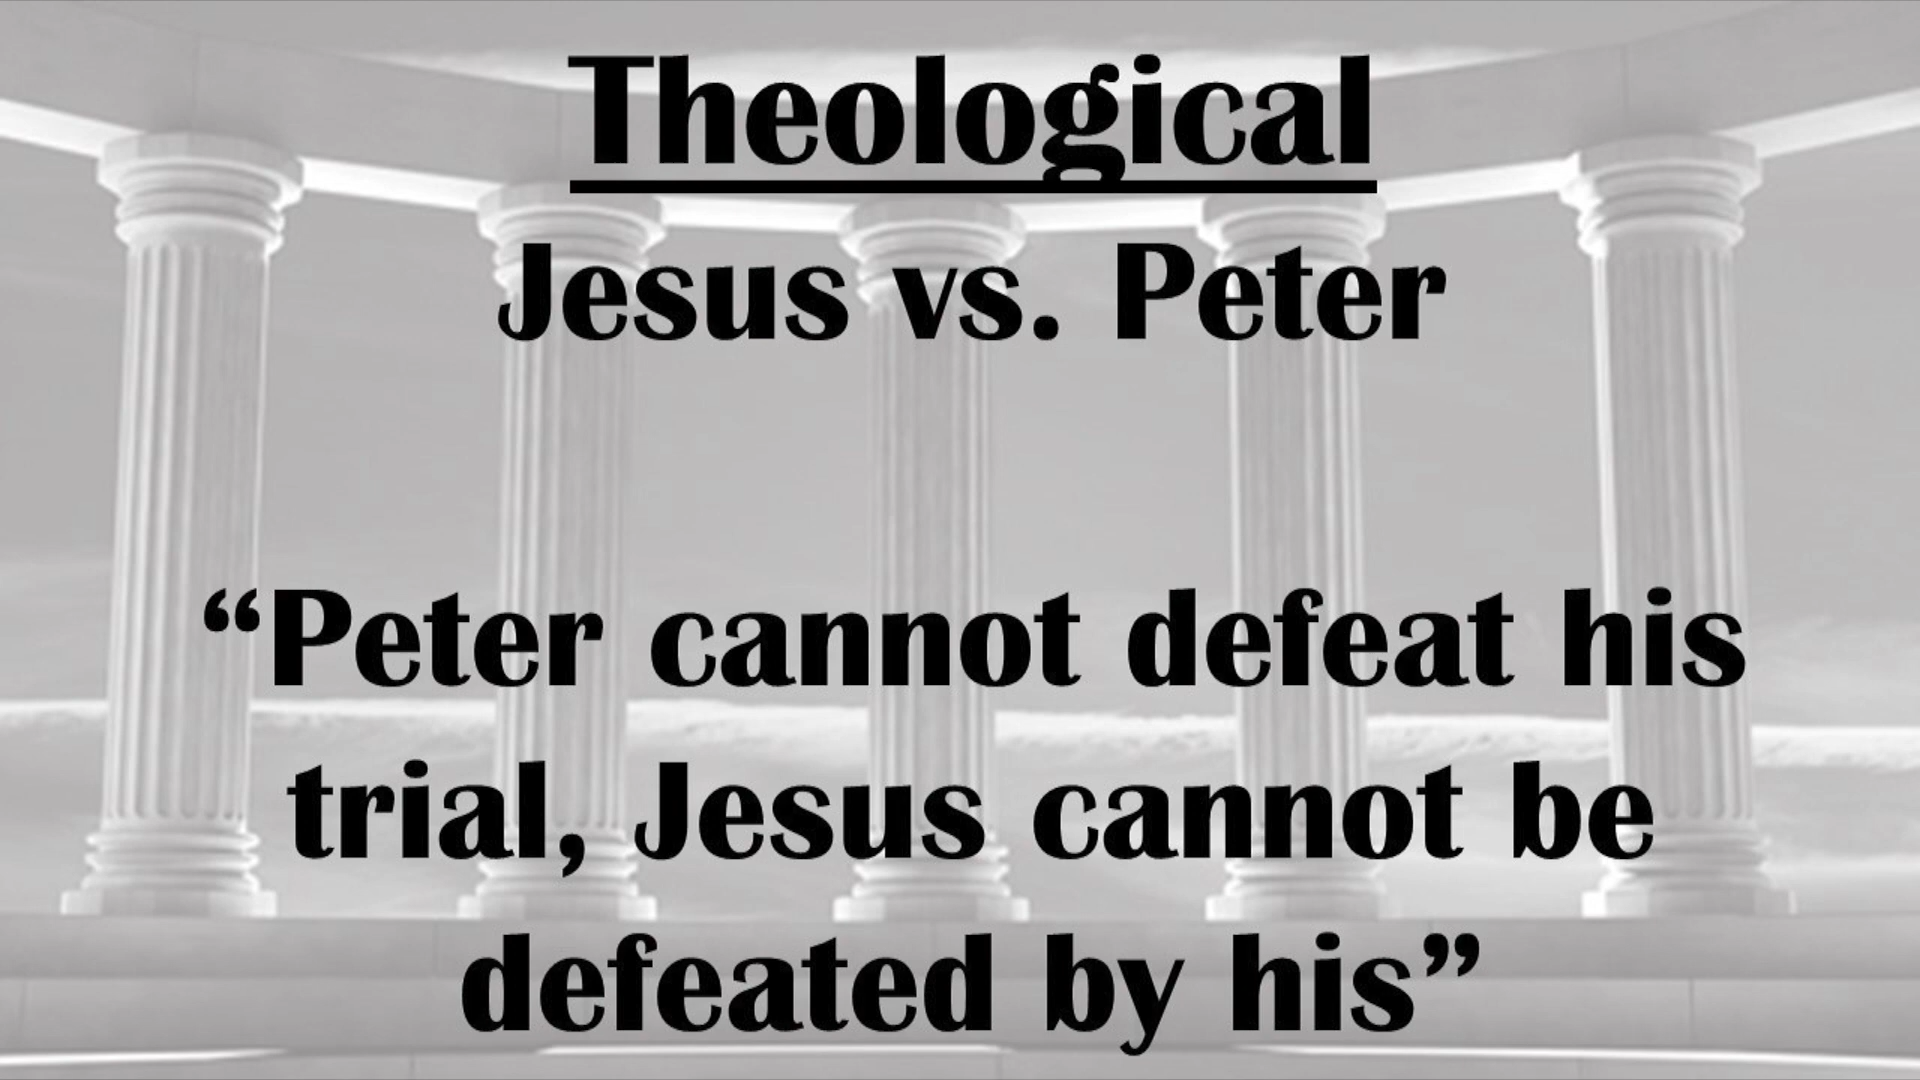 Theological
Jesus vs. Peter
“Peter cannot defeat his
trial, Jesus cannot be
defeated by his”